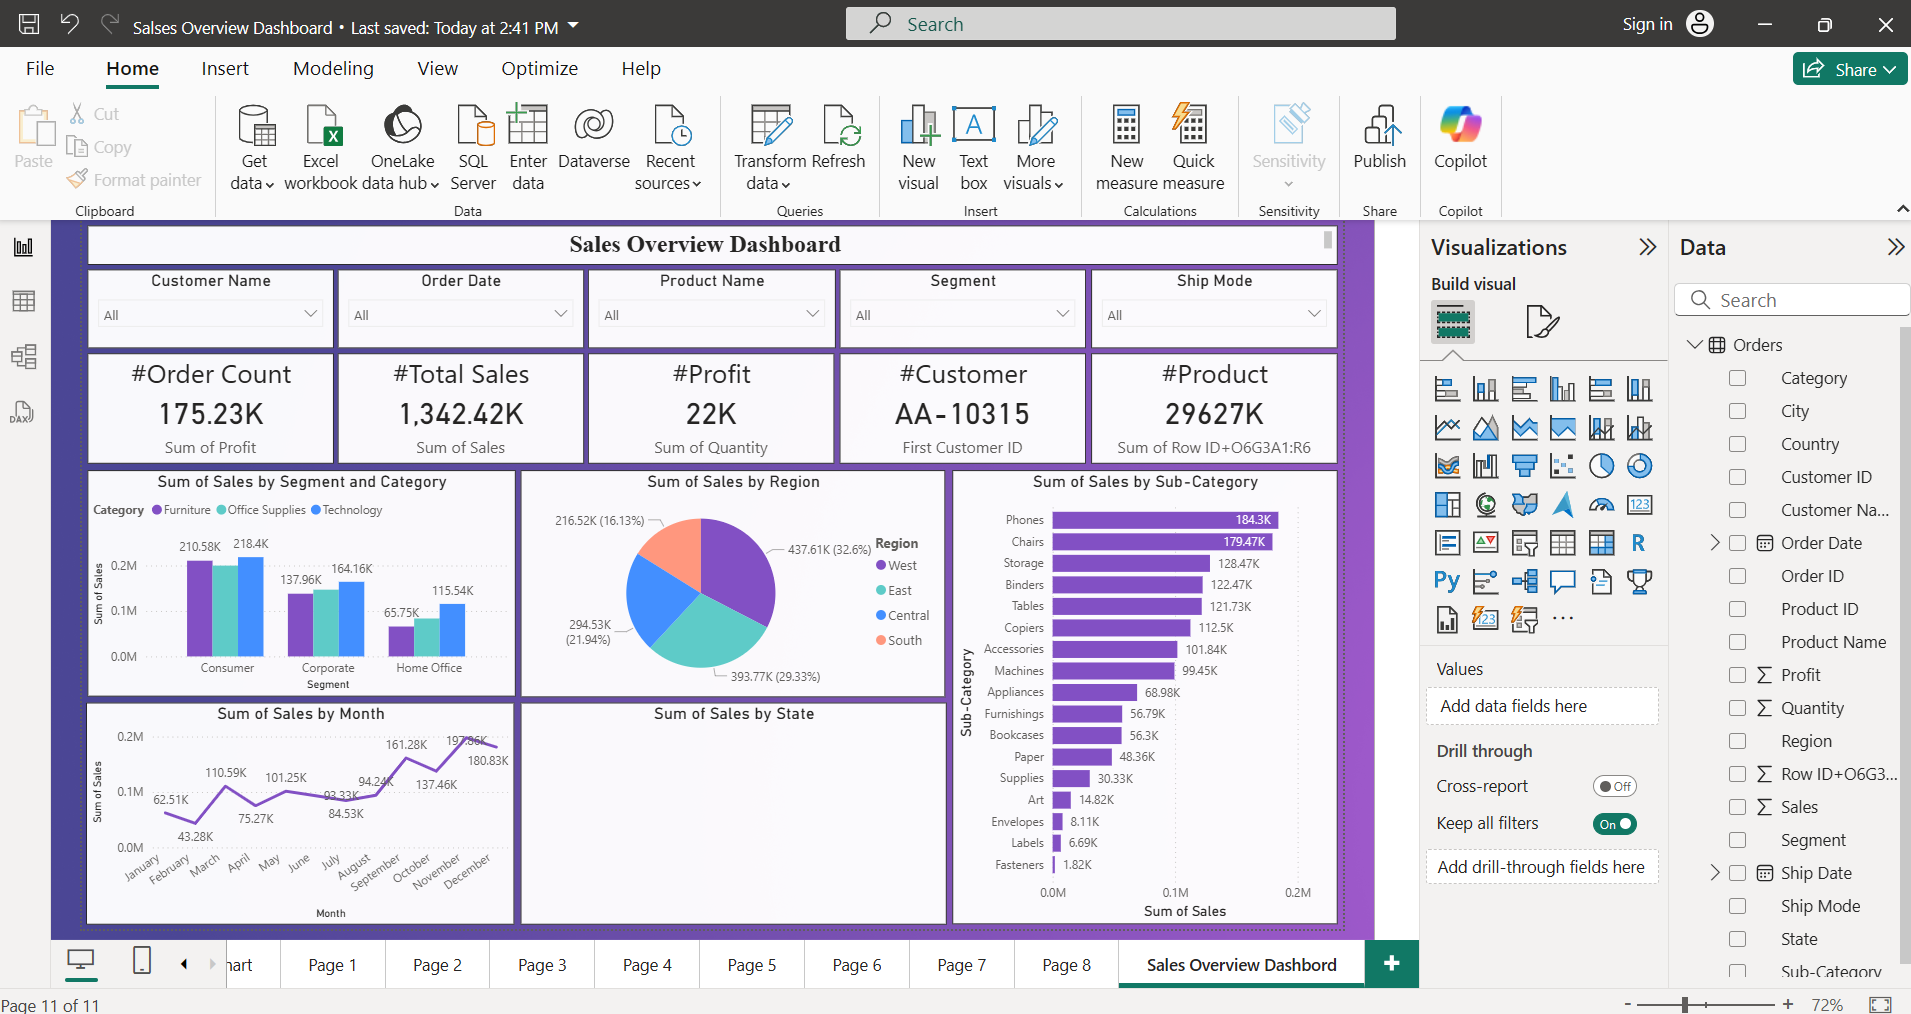 Salses Overview Dashboard • Last saved: Today at 2:41 PM
Search
Sign in
File Home Insert Modeling View Optimize Help
Share
Paste
Cut
Copy
Format painter
Clipboard
Get data
Excel workbook
OneLake data hub
SQL Server
Enter data
Dataverse
Recent sources
Data
Transform data
Refresh
Queries
New visual
A
Text box
More visuals
Insert
New measure
Quick measure
Calculations
Sensitivity
Sensitivity
Publish
Share
Copilot
Copilot
DAX
Sales Overview Dashboard
Customer Name
All
Order Date
All
Product Name
All
Segment
All
Ship Mode
All
#Order Count
175.23K
Sum of Profit
#Total Sales
1,342.42K
Sum of Sales
#Profit
22K
Sum of Quantity
#Customer
AA-10315
First Customer ID
#Product
29627K
Sum of Row ID+O6G3A1:R6
Sum of Sales by Segment and Category
Category Furniture Office Supplies Technology
210.58K 218.4K
137.96K 164.16K
65.75K 115.54K
0.2M
0.1M
0.0M
Sum of Sales
Consumer Corporate Home Office
Segment
Sum of Sales by Region
216.52K (16.13%)
437.61K (32.6%)
294.53K
(21.94%)
393.77K (29.33%)
Region
West
East
Central
South
Sum of Sales by Sub-Category
Sub-Category
Phones 184.3K
Chairs 179.47K
Storage 128.47K
Binders 122.47K
Tables 121.73K
Copiers 112.5K
Accessories 101.84K
Machines 99.45K
Appliances 68.98K
Furnishings 56.79K
Bookcases 56.3K
Paper 48.36K
Supplies 30.33K
Art 14.82K
Envelopes 8.11K
Labels 6.69K
Fasteners 1.82K
0.0M 0.1M 0.2M
Sum of Sales
Sum of Sales by Month
0.2M
0.1M
0.0M
Sum of Sales
62.51K
43.28K
110.59K
75.27K
101.25K
93.33K
84.53K
94.24K
161.28K
137.46K
197.86K
180.83K
January February March April May June July August September October November December
Month
Sum of Sales by State
Visualizations
Build visual
123
R
Py
123
Values
Add data fields here
Drill through
Cross-report
Off
Keep all filters
On
Add drill-through fields here
Data
Search
Orders
Category
City
Country
Customer ID
Customer Na...
Order Date
Order ID
Product ID
Product Name
Profit
Quantity
Region
Row ID+O6G3...
Sales
Segment
Ship Date
Ship Mode
State
Sub-Category
hart
Page 1
Page 2
Page 3
Page 4
Page 5
Page 6
Page 7
Page 8
Sales Overview Dashbord
+
Page 11 of 11
- + 72%